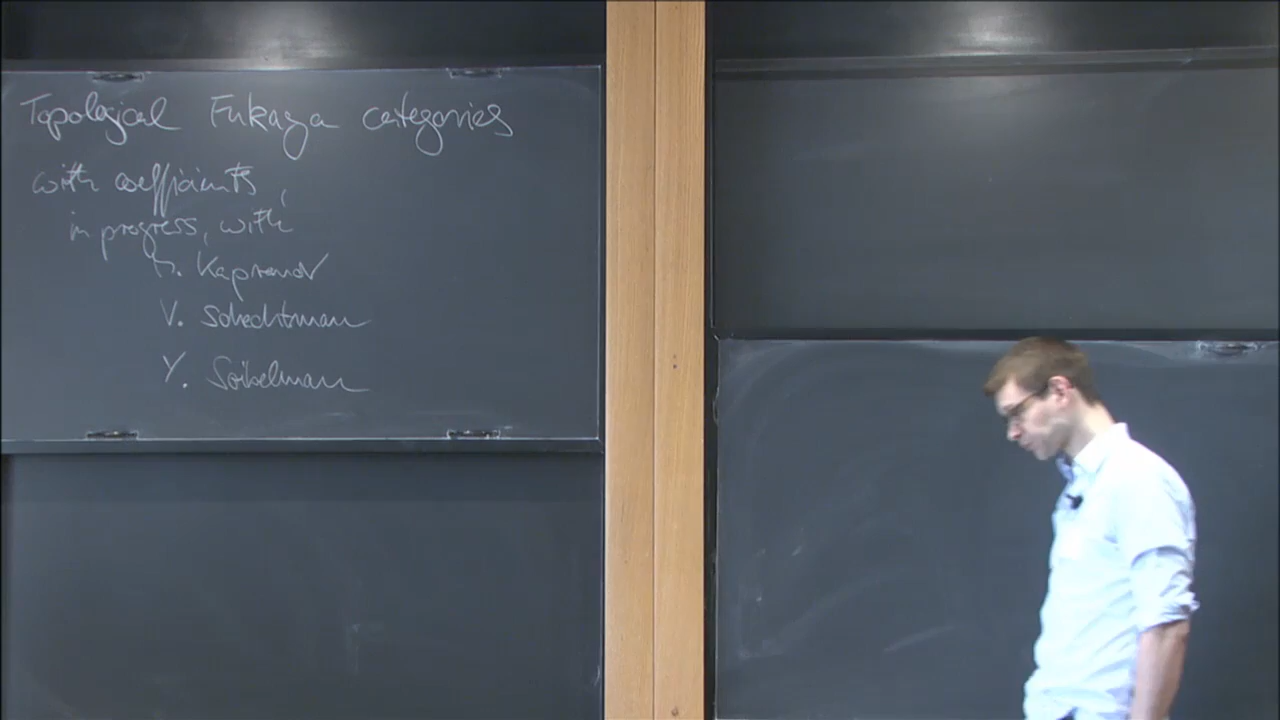 Topological Fukaya categories
with coefficients,
in progress, with
M. Kapranov
V. Schechtman
Y. Soibelman